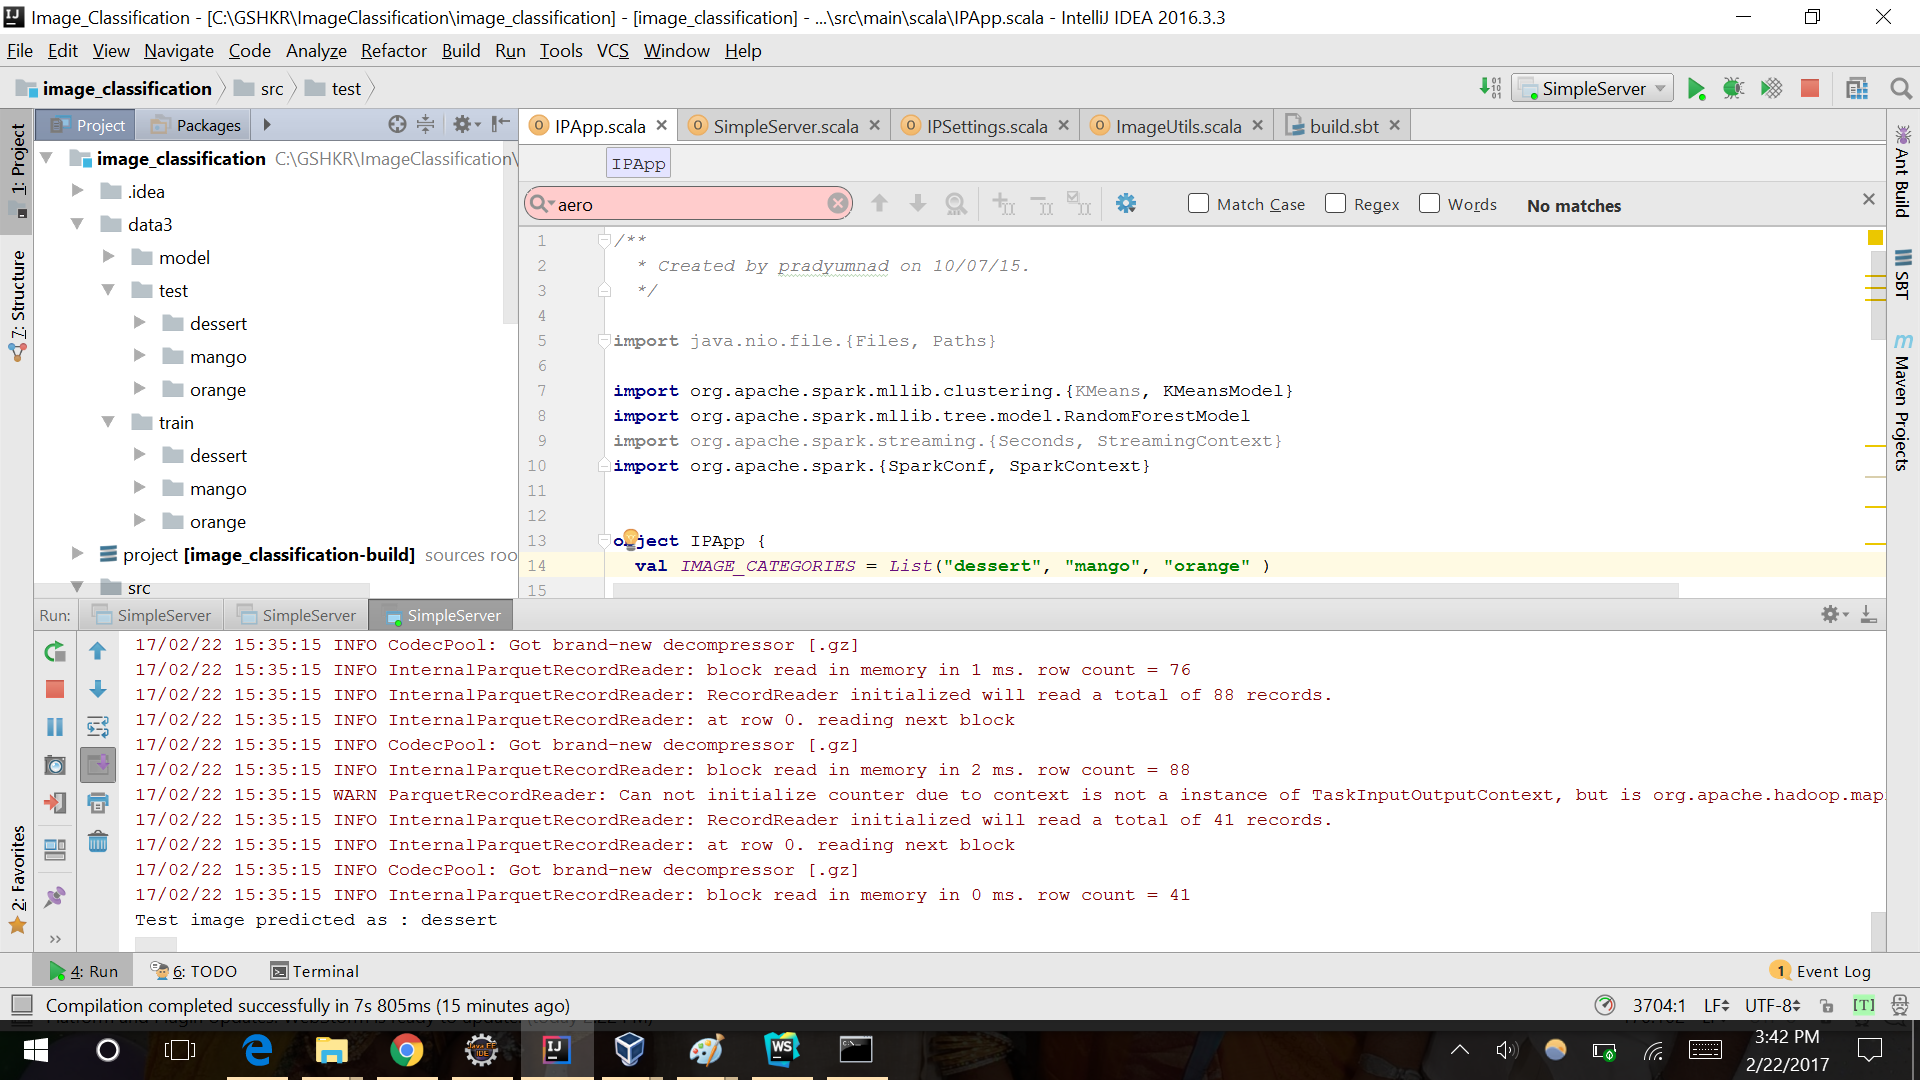 Image_Classification - [C:\GSHKR\ImageClassification\image_classification] - [image_classification] - ...\src\main\scala\IPApp.scala - IntelliJ IDEA 2016.3.3
File Edit View Navigate Code Analyze Refactor Build Run Tools VCS Window Help
image_classification src test
SimpleServer
Project Packages
IPApp.scala SimpleServer.scala IPSettings.scala ImageUtils.scala build.sbt
1: Project
7: Structure
2: Favorites
image_classification C:\GSHKR\ImageClassification\
.idea
data3
model
test
dessert
mango
orange
train
dessert
mango
orange
project [image_classification-build] sources roo
src
IPApp
aero
Match Case Regex Words No matches
1 /**
2 * Created by pradyumnad on 10/07/15.
3 */
4
5 import java.nio.file.{Files, Paths}
6
7 import org.apache.spark.mllib.clustering.{KMeans, KMeansModel}
8 import org.apache.spark.mllib.tree.model.RandomForestModel
9 import org.apache.spark.streaming.{Seconds, StreamingContext}
10 import org.apache.spark.{SparkConf, SparkContext}
11
12
13 object IPApp {
14 val IMAGE_CATEGORIES = List("dessert", "mango", "orange" )
15
Ant Build
SBT
Maven Projects
Run: SimpleServer SimpleServer SimpleServer
17/02/22 15:35:15 INFO CodecPool: Got brand-new decompressor [.gz]
17/02/22 15:35:15 INFO InternalParquetRecordReader: block read in memory in 1 ms. row count = 76
17/02/22 15:35:15 INFO InternalParquetRecordReader: RecordReader initialized will read a total of 88 records.
17/02/22 15:35:15 INFO InternalParquetRecordReader: at row 0. reading next block
17/02/22 15:35:15 INFO CodecPool: Got brand-new decompressor [.gz]
17/02/22 15:35:15 INFO InternalParquetRecordReader: block read in memory in 2 ms. row count = 88
17/02/22 15:35:15 WARN ParquetRecordReader: Can not initialize counter due to context is not a instance of TaskInputOutputContext, but is org.apache.hadoop.map
17/02/22 15:35:15 INFO InternalParquetRecordReader: RecordReader initialized will read a total of 41 records.
17/02/22 15:35:15 INFO InternalParquetRecordReader: at row 0. reading next block
17/02/22 15:35:15 INFO CodecPool: Got brand-new decompressor [.gz]
17/02/22 15:35:15 INFO InternalParquetRecordReader: block read in memory in 0 ms. row count = 41
Test image predicted as : dessert
4: Run 6: TODO Terminal
1 Event Log
Compilation completed successfully in 7s 805ms (15 minutes ago)
3704:1 LF UTF-8 [T]
3:42 PM
2/22/2017